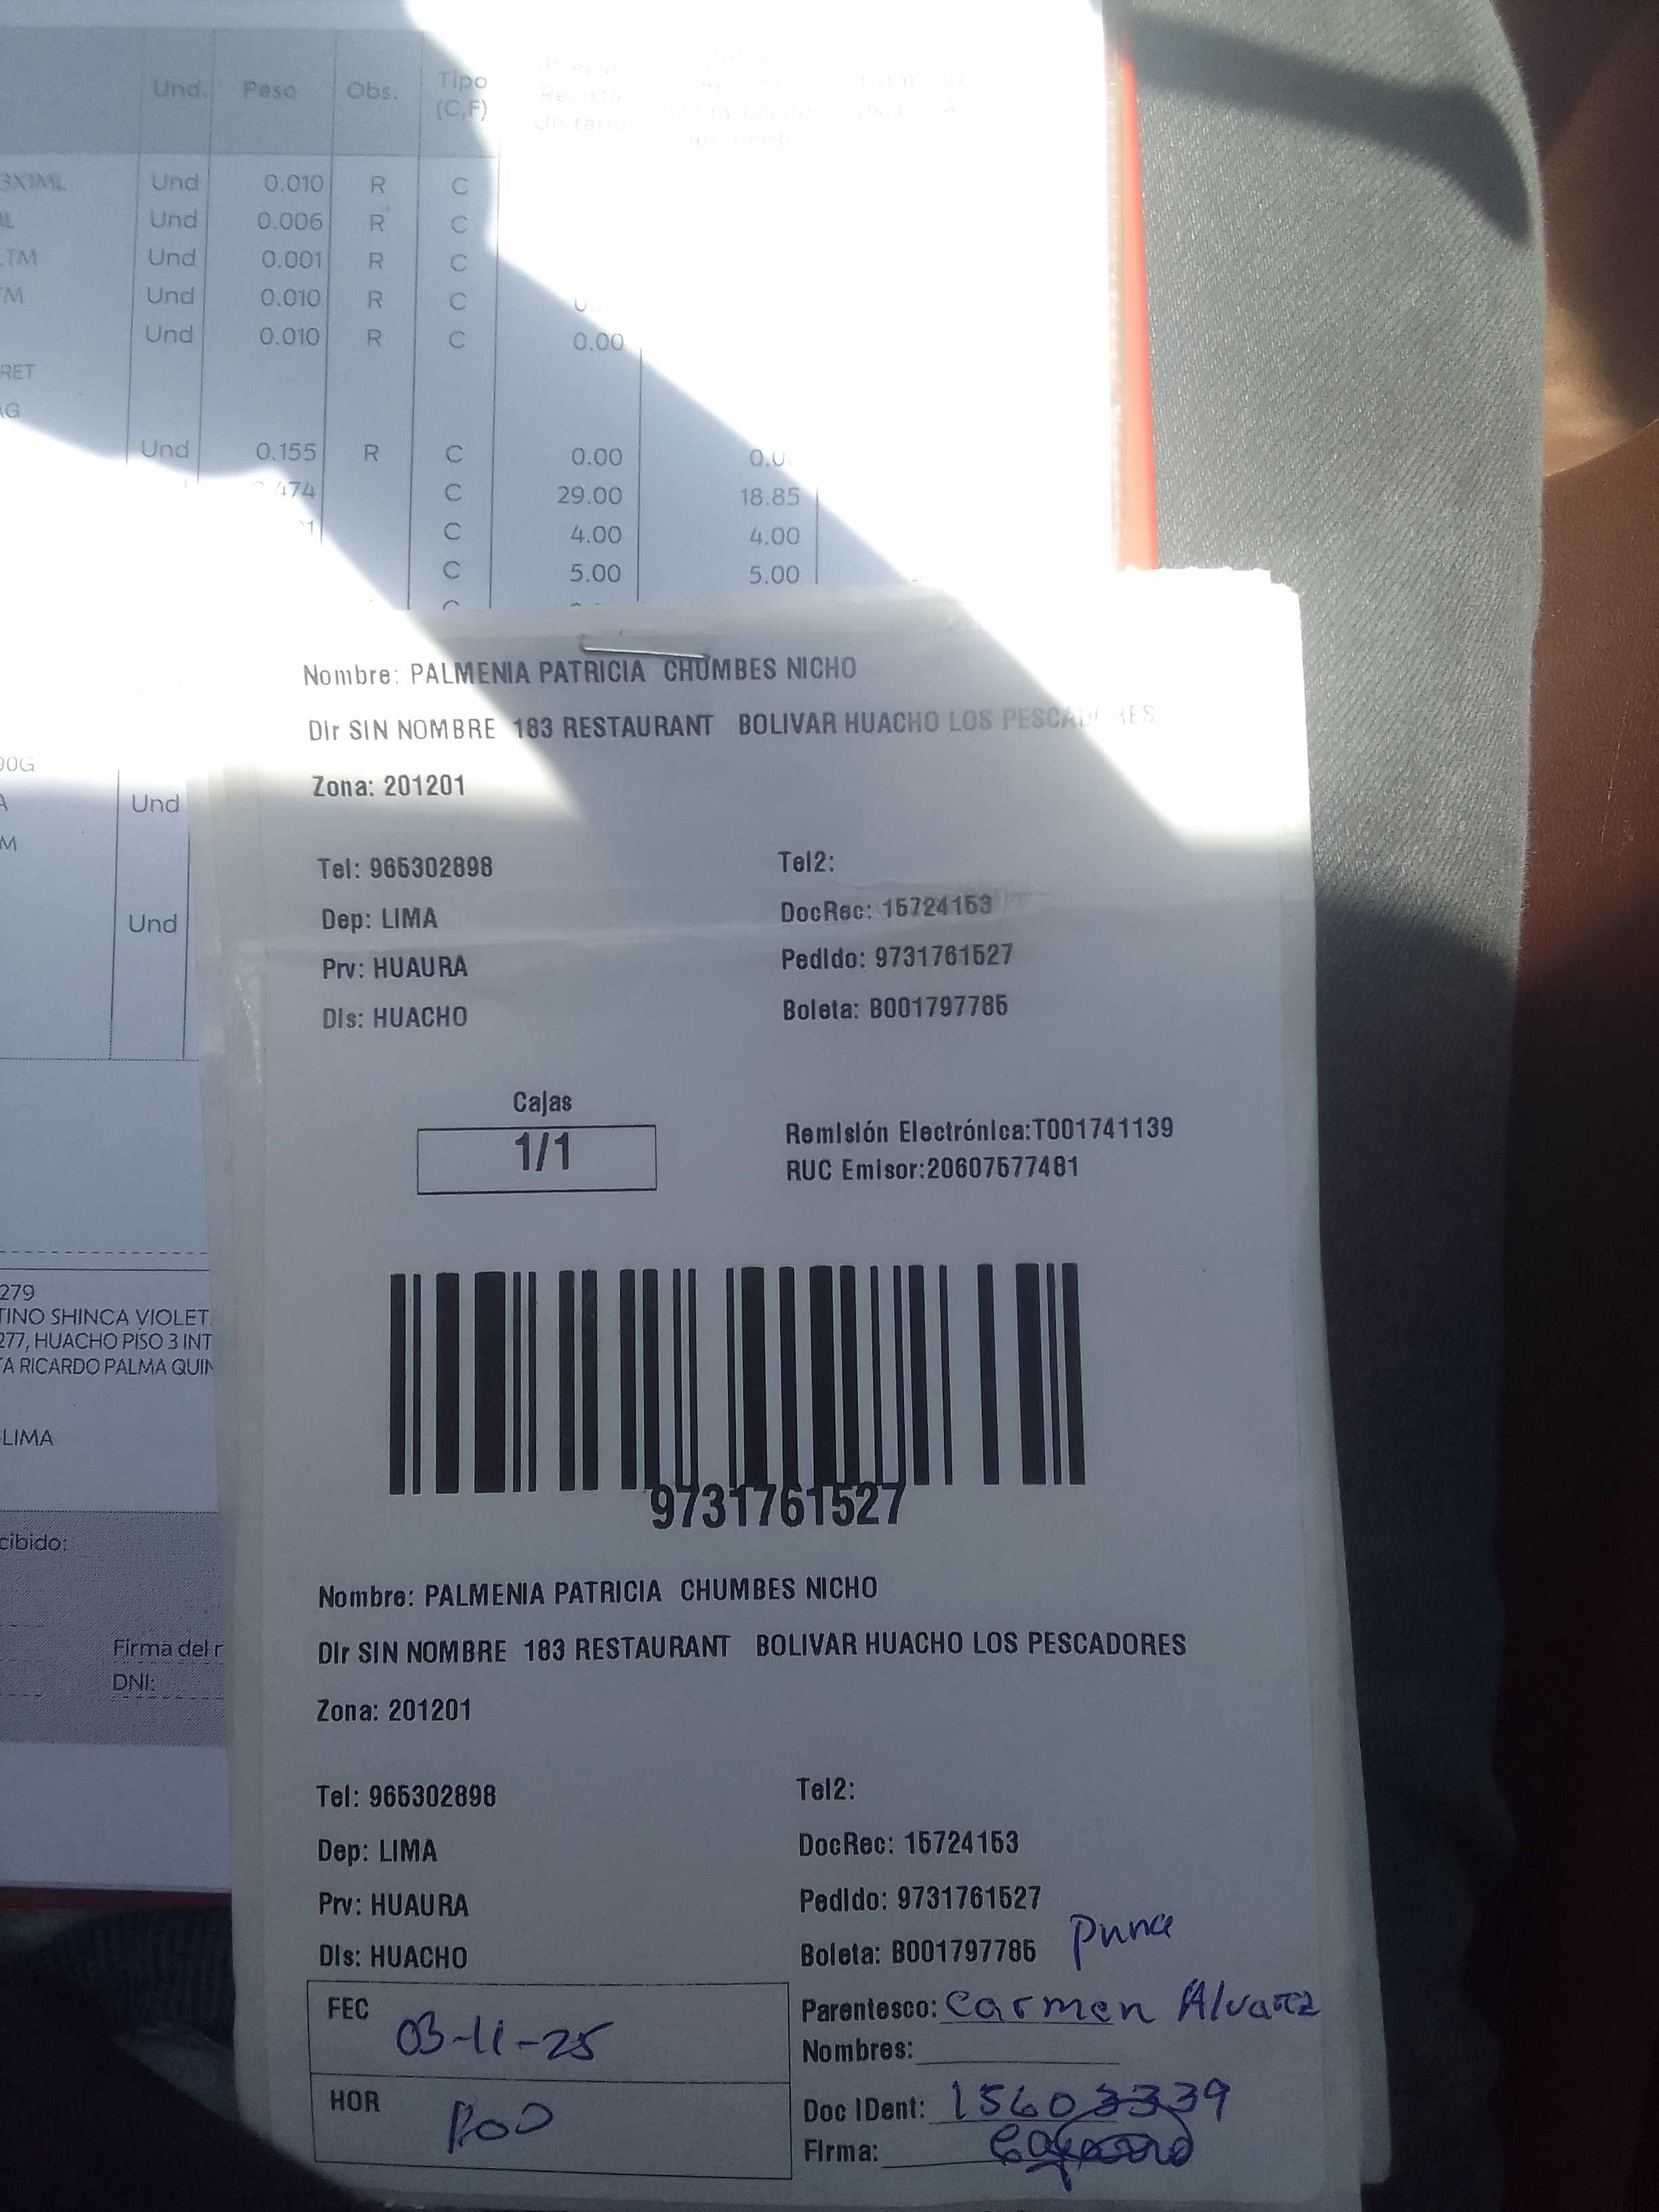 Und. Peso Obs. Tipo
(C,F)
3X1ML Und 0.010 R C
Und 0.006 R C
TM Und 0.001 R C
Und 0.010 R C
Und 0.010 R C 0.00
RET
Und 0.155 R C 0.00
C 29.00 18.85
C 4.00 4.00
C 5.00 5.00
Nombre: PALMENIA PATRICIA CHUMBES NICHO
Dir SIN NOMBRE 183 RESTAURANT BOLIVAR HUACHO LOS PESCADORES
Zona: 201201
Tel: 965302898 Tel2:
Dep: LIMA DocRec: 15724153
Prv: HUAURA Pedido: 9731761527
Dis: HUACHO Boleta: B001797785
Cajas
1/1
Remisión Electrónica:T001741139
RUC Emisor:20607577481
9731761527
Nombre: PALMENIA PATRICIA CHUMBES NICHO
Dir SIN NOMBRE 183 RESTAURANT BOLIVAR HUACHO LOS PESCADORES
Zona: 201201
Tel: 965302898 Tel2:
Dep: LIMA DocRec: 15724153
Prv: HUAURA Pedido: 9731761527
Dis: HUACHO Boleta: B001797785
FEC 03-11-25
HOR
Parentesco: Carmen Alvarez
Nombres:
Doc IDent: 15603339
Firma:
90G
Und
Und
279
TINO SHINCA VIOLET
277, HUACHO PISO 3 INT
TA RICARDO PALMA QUIN
LIMA
cibido:
Firma del r
DNI: